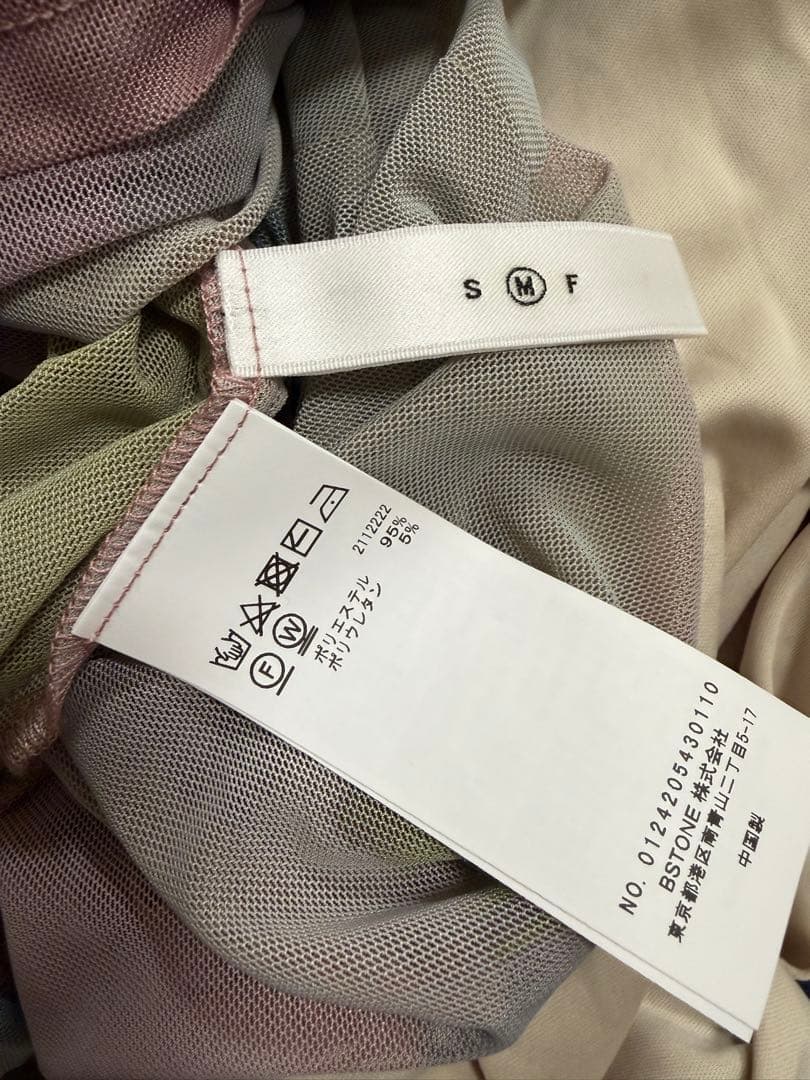 S M F
2112222
ポリエステル 95%
ポリウレタン 5%
F W
NO. 0124205430110
BSTONE 株式会社
東京都港区南青山二丁目5-17
中国製